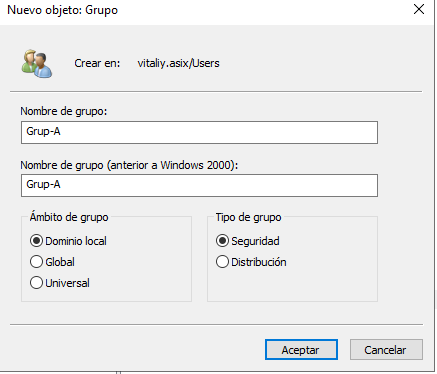 Nuevo objeto: Grupo
Crear en: vitaliy.asix/Users
Nombre de grupo:
Grup-A
Nombre de grupo (anterior a Windows 2000):
Grup-A
Ámbito de grupo
Dominio local
Global
Universal
Tipo de grupo
Seguridad
Distribución
Aceptar
Cancelar